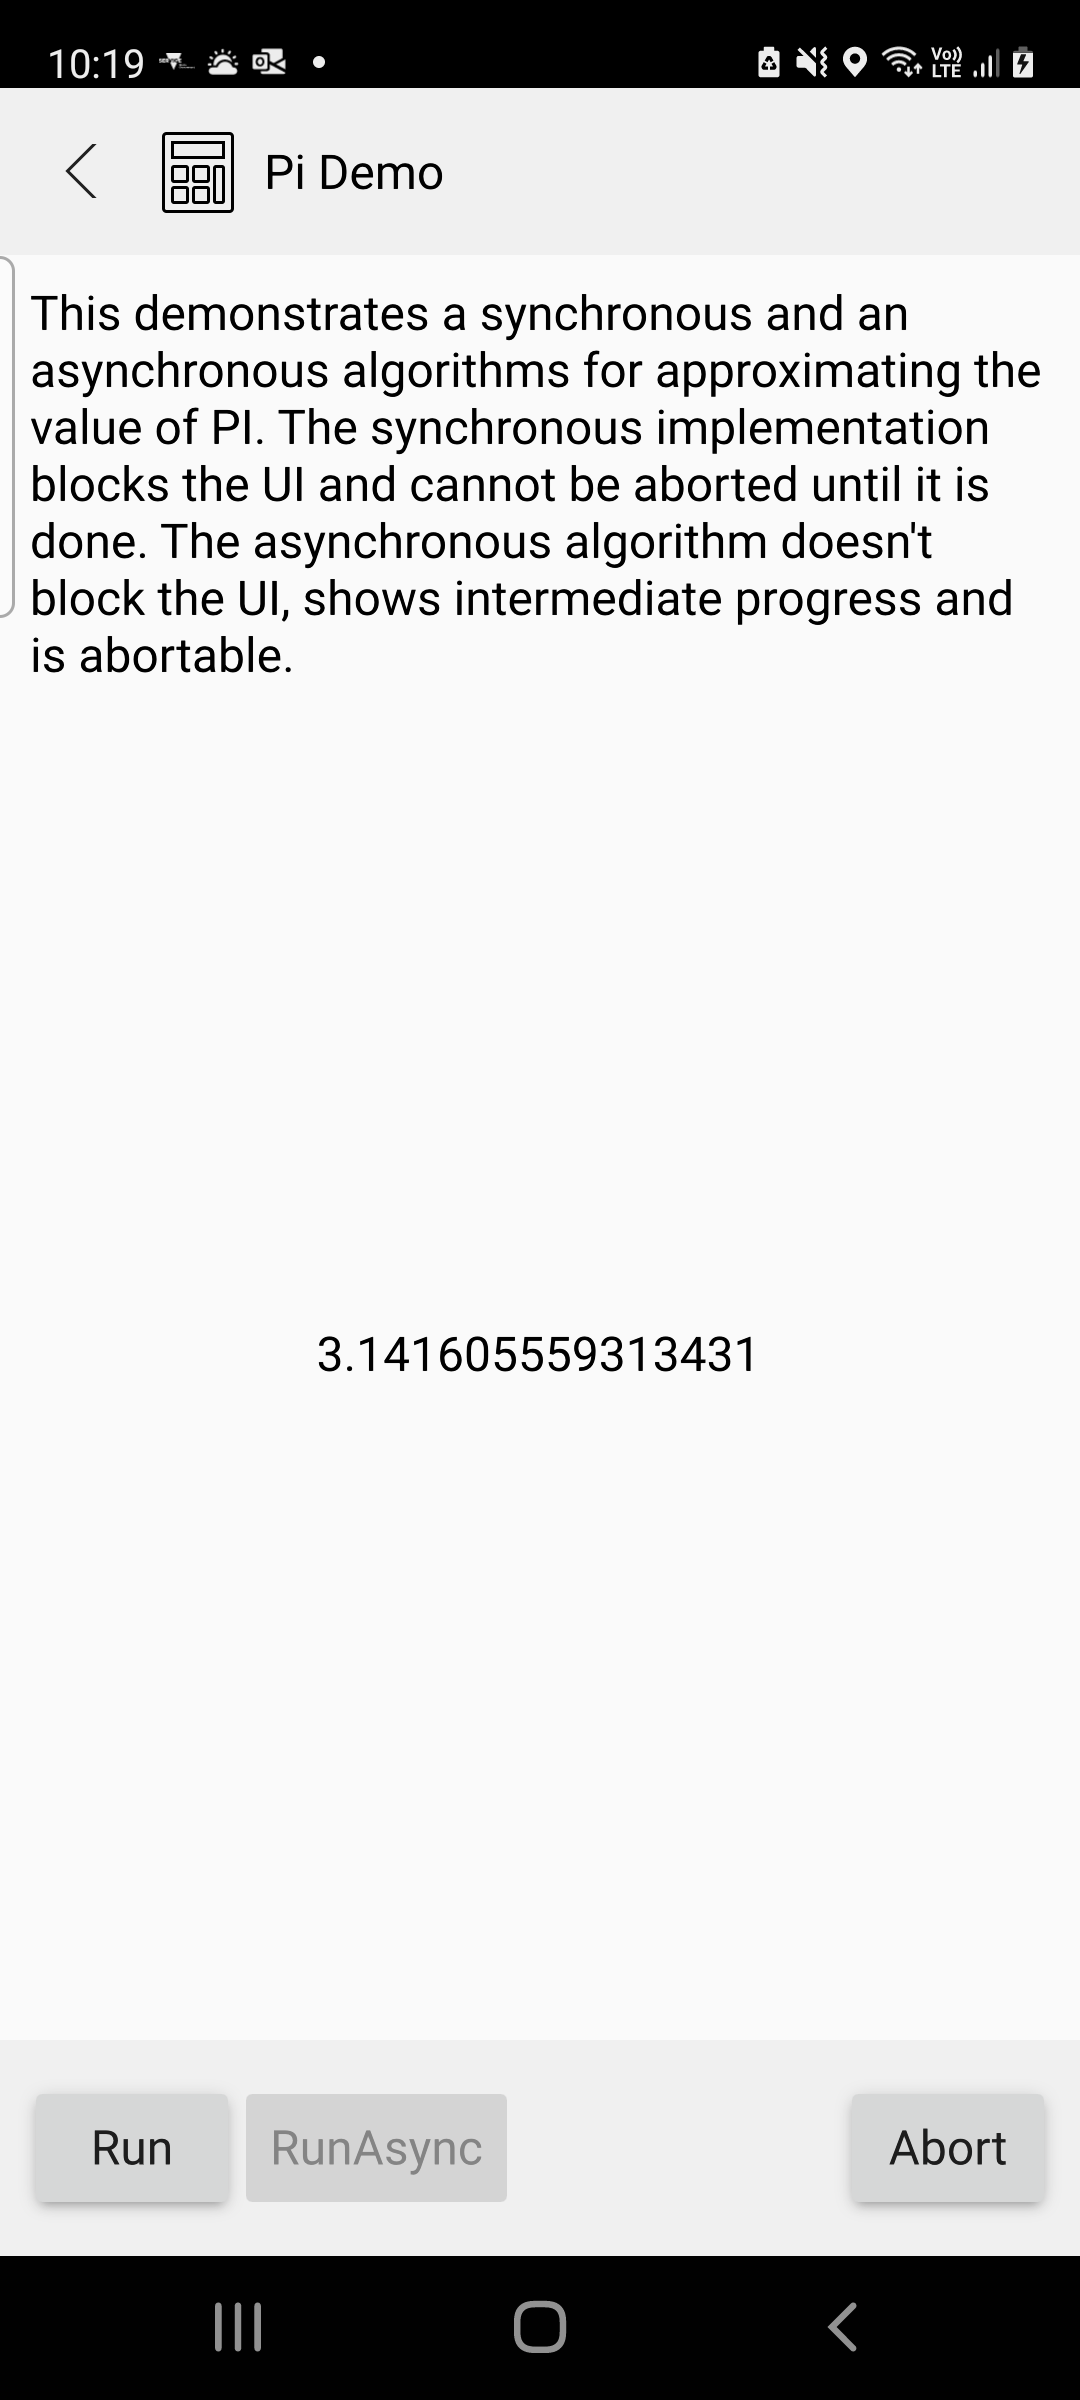 10:19
Vo)) LTE
Pi Demo
This demonstrates a synchronous and an
asynchronous algorithms for approximating the
value of PI. The synchronous implementation
blocks the UI and cannot be aborted until it is
done. The asynchronous algorithm doesn't
block the UI, shows intermediate progress and
is abortable.
3.141605559313431
Run RunAsync Abort